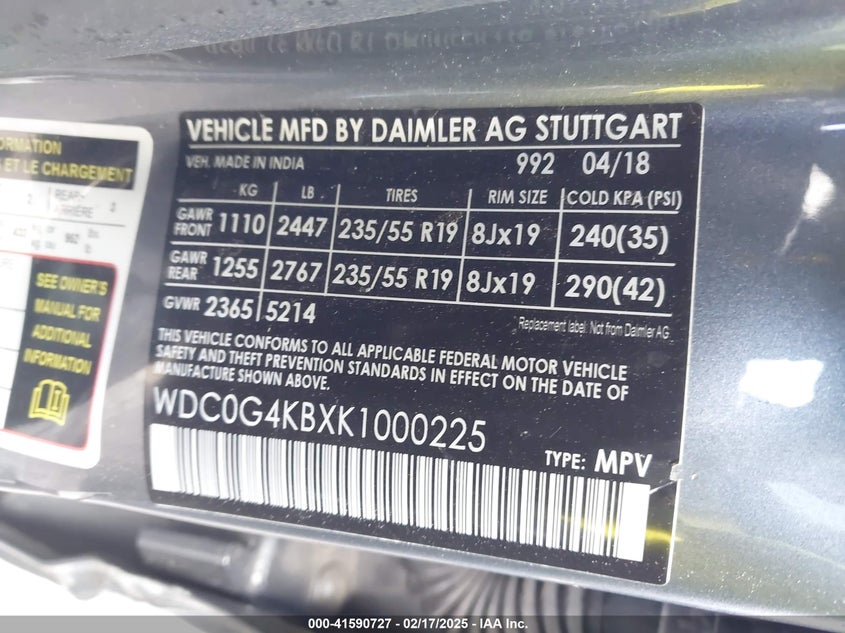 VEHICLE MFD BY DAIMLER AG STUTTGART
VEH. MADE IN INDIA 992 04/18
KG LB TIRES RIM SIZE COLD KPA (PSI)
GAWR FRONT 1110 2447 235/55 R19 8Jx19 240(35)
GAWR REAR 1255 2767 235/55 R19 8Jx19 290(42)
GVWR 2365 5214
Replacement label. Not from Daimler AG
THIS VEHICLE CONFORMS TO ALL APPLICABLE FEDERAL MOTOR VEHICLE
SAFETY AND THEFT PREVENTION STANDARDS IN EFFECT ON THE DATE OF
MANUFACTURE SHOWN ABOVE.
WDC0G4KBXK1000225
TYPE: MPV
ET LE CHARGEMENT
SEE OWNER'S
MANUAL FOR
ADDITIONAL
INFORMATION
000-41590727 - 02/17/2025 - IAA Inc.